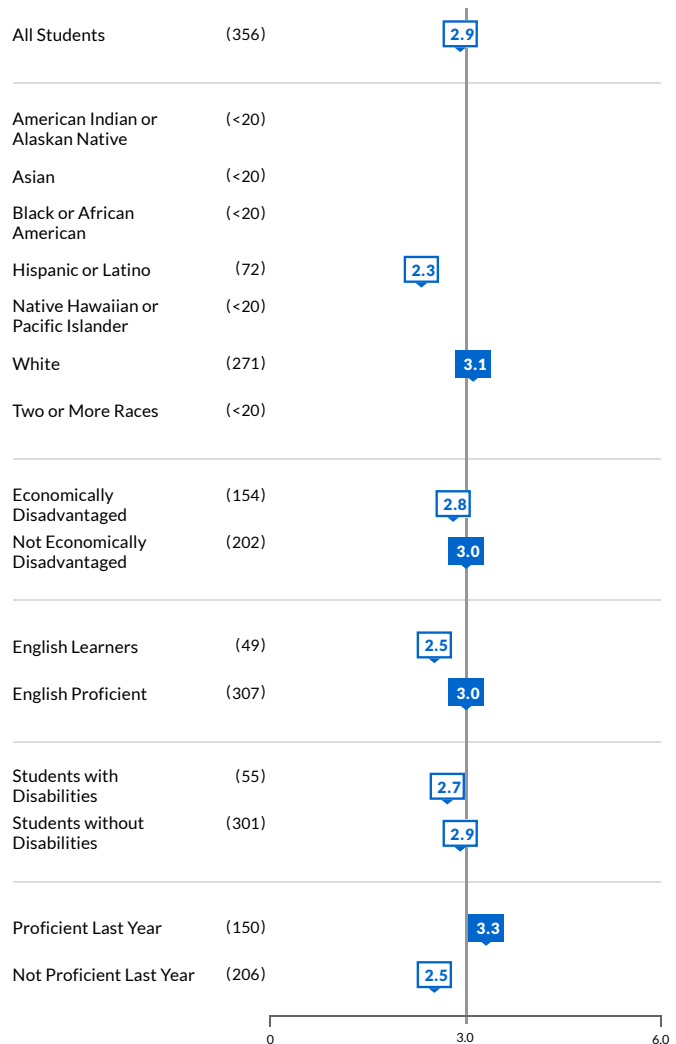 All Students (356) 2.9
American Indian or (<20)
Alaskan Native
Asian (<20)
Black or African (<20)
American
Hispanic or Latino (72) 2.3
Native Hawaiian or (<20)
Pacific Islander
White (271) 3.1
Two or More Races (<20)
Economically (154) 2.8
Disadvantaged
Not Economically (202) 3.0
Disadvantaged
English Learners (49) 2.5
English Proficient (307) 3.0
Students with (55) 2.7
Disabilities
Students without (301) 2.9
Disabilities
Proficient Last Year (150) 3.3
Not Proficient Last Year (206) 2.5
0 3.0 6.0